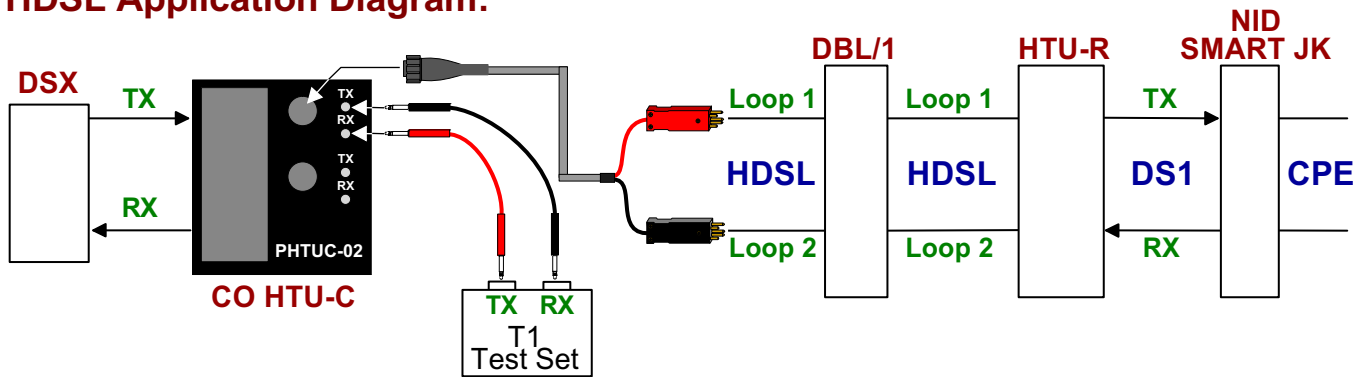 HDSL Application Diagram:
DSX
TX
RX
TX
RX
TX
RX
PHTUC-02
CO HTU-C
TX RX
T1
Test Set
DBL/1
Loop 1
HDSL
Loop 2
Loop 1
HDSL
Loop 2
HTU-R
TX
DS1
RX
NID
SMART JK
CPE